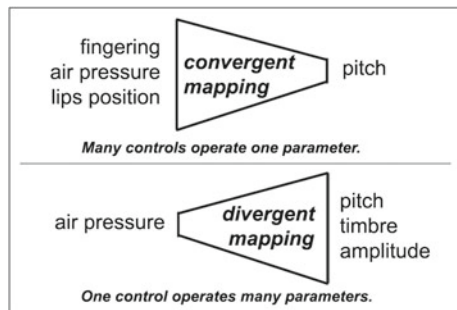 fingering
air pressure
lips position
convergent
mapping
pitch
Many controls operate one parameter.
air pressure
divergent
mapping
pitch
timbre
amplitude
One control operates many parameters.